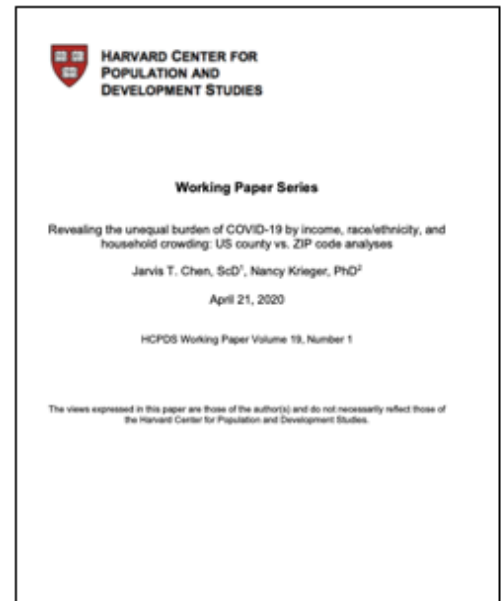 HARVARD CENTER FOR
POPULATION AND
DEVELOPMENT STUDIES
Working Paper Series
Revealing the unequal burden of COVID-19 by income, race/ethnicity, and
household crowding: US county vs. ZIP code analyses
Jarvis T. Chen, ScD¹, Nancy Krieger, PhD²
April 21, 2020
HCPDS Working Paper Volume 19, Number 1
The views expressed in this paper are those of the author(s) and do not necessarily reflect those of
the Harvard Center for Population and Development Studies.